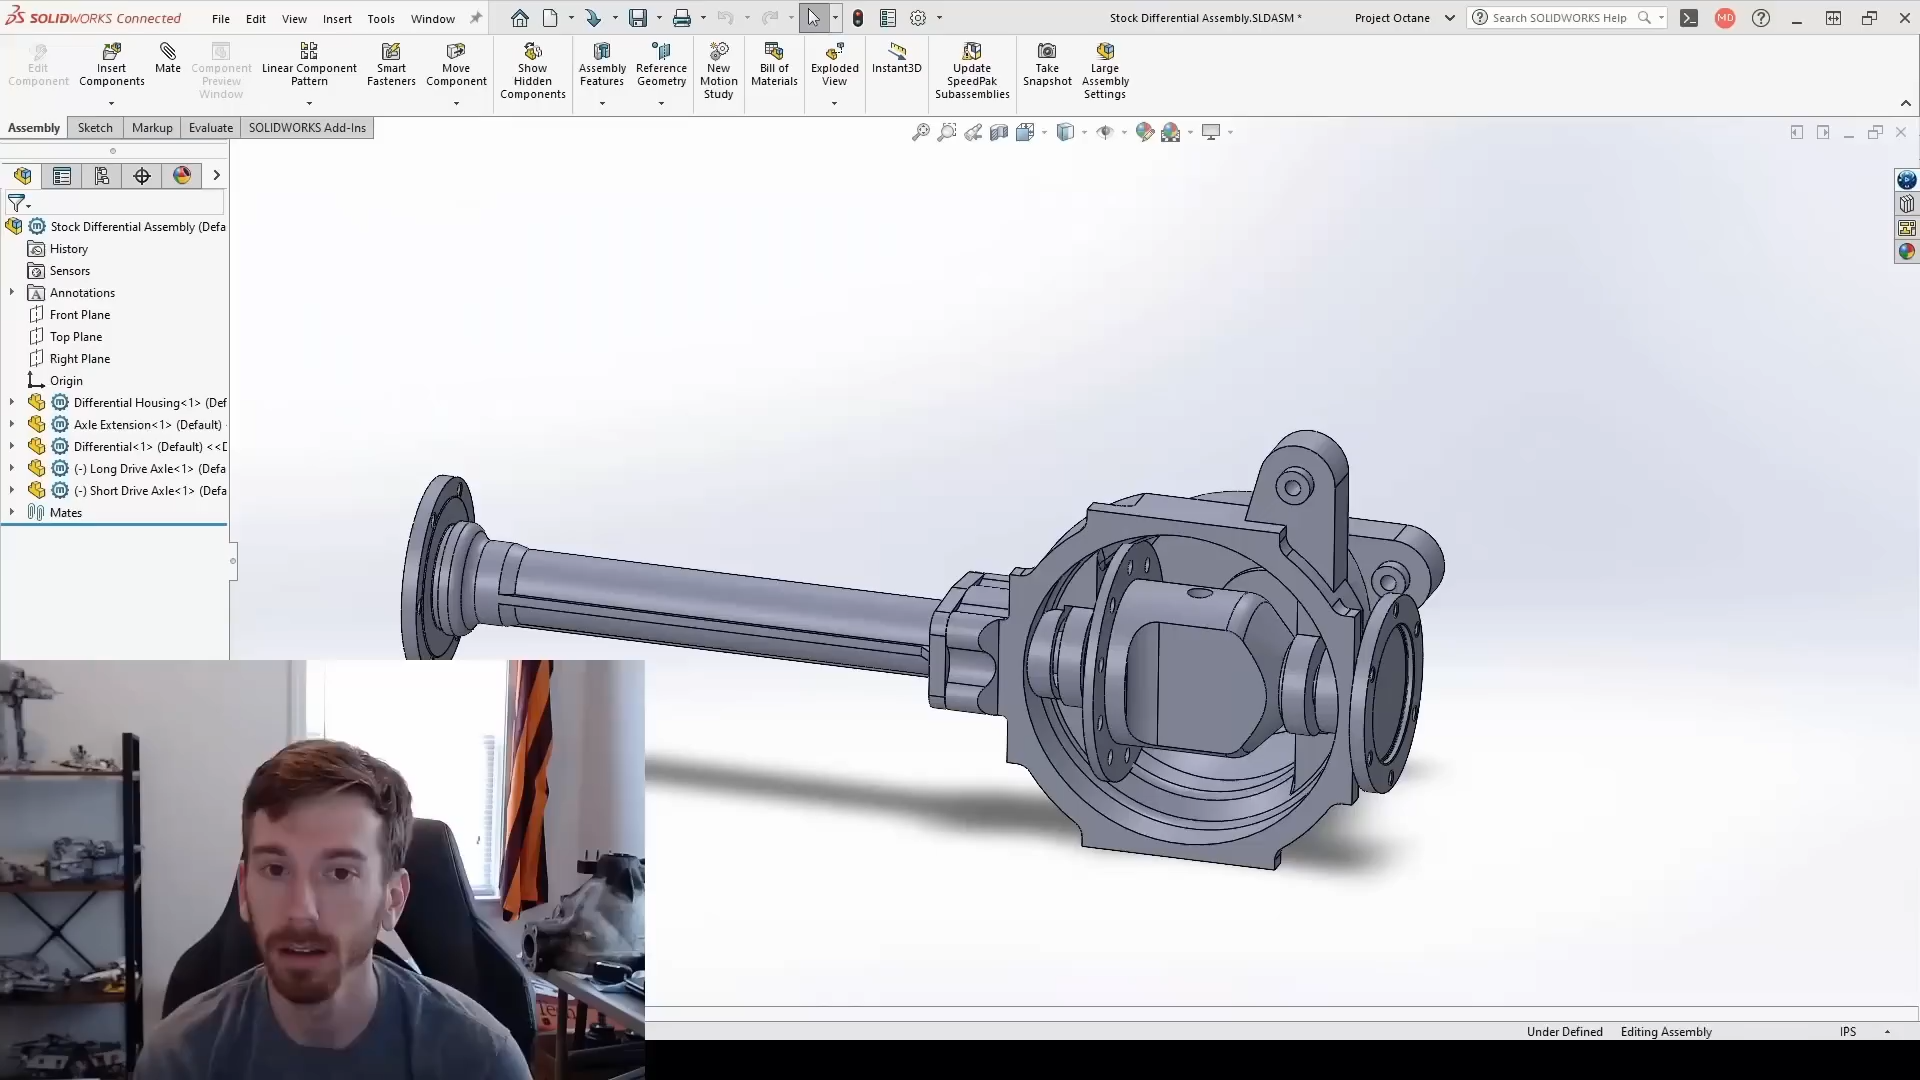 SOLIDWORKS Connected
File Edit View Insert Tools Window
Stock Differential Assembly.SLDASM *
Project Octane
Search SOLIDWORKS Help
MD
Edit Component
Insert Components
Mate
Component Preview Window
Linear Component Pattern
Smart Fasteners
Move Component
Show Hidden Components
Assembly Features
Reference Geometry
New Motion Study
Bill of Materials
Exploded View
Instant3D
Update SpeedPak Subassemblies
Take Snapshot
Large Assembly Settings
Assembly Sketch Markup Evaluate SOLIDWORKS Add-Ins
Stock Differential Assembly (Defa
History
Sensors
Annotations
Front Plane
Top Plane
Right Plane
Origin
Differential Housing<1> (Def
Axle Extension<1> (Default)
Differential<1> (Default) <<D
(-) Long Drive Axle<1> (Defa
(-) Short Drive Axle<1> (Defa
Mates
Under Defined Editing Assembly IPS